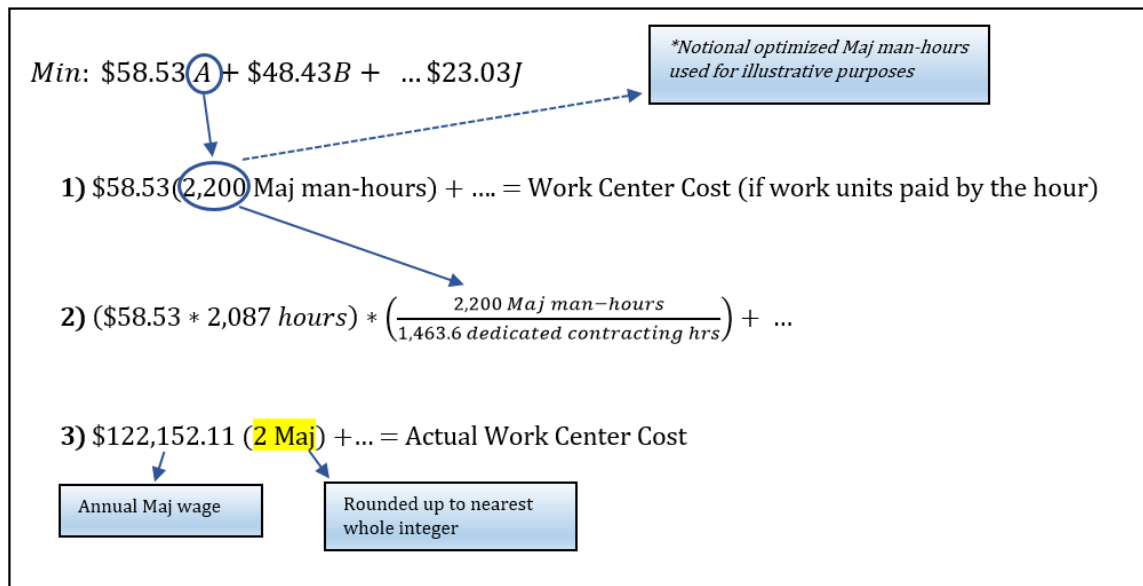 *Notional optimized Maj man-hours
used for illustrative purposes
Min: $58.53A + $48.43B + …$23.03J
1) $58.53(2,200 Maj man-hours) + …. = Work Center Cost (if work units paid by the hour)
2) ($58.53 * 2,087 hours) * (2,200 Maj man−hours / 1,463.6 dedicated contracting hrs) + …
3) $122,152.11 (2 Maj) +… = Actual Work Center Cost
Annual Maj wage
Rounded up to nearest
whole integer